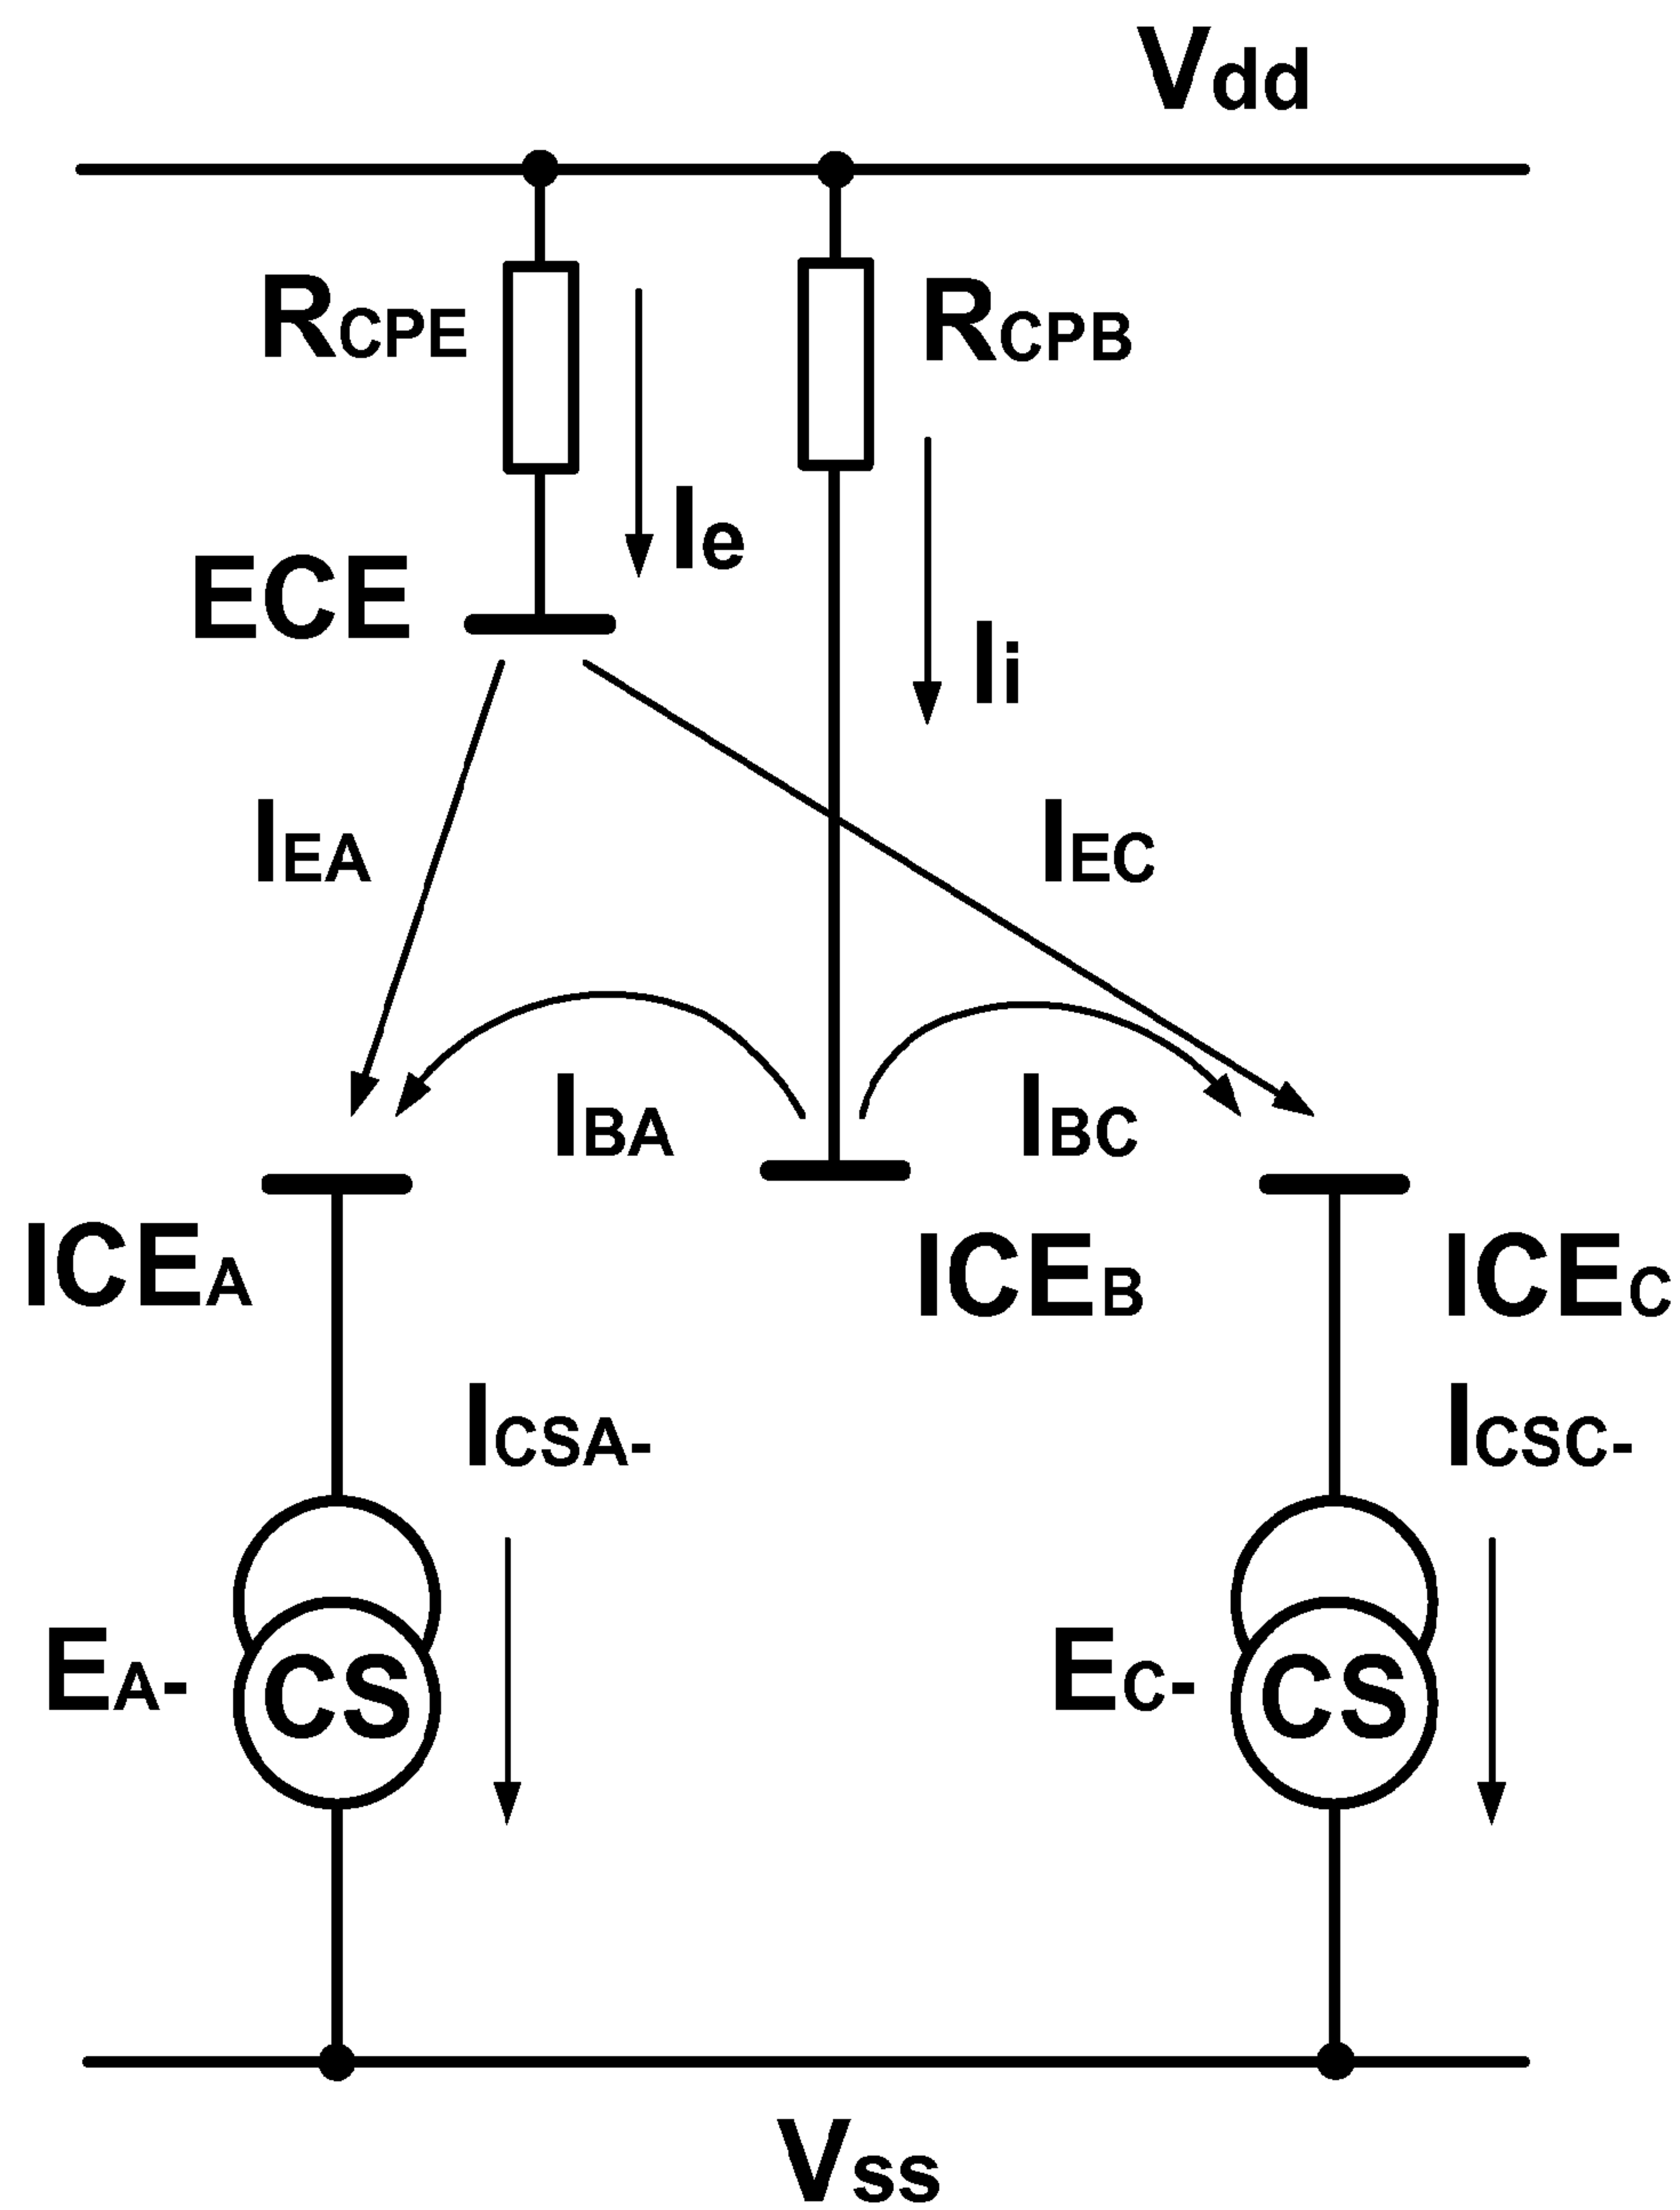 Vdd
RCPE
RCPB
Ie
ECE
Ii
IEA
IEC
IBA
IBC
ICEA
ICEB
ICEC
ICSA-
ICSC-
EA-
CS
EC-
CS
Vss